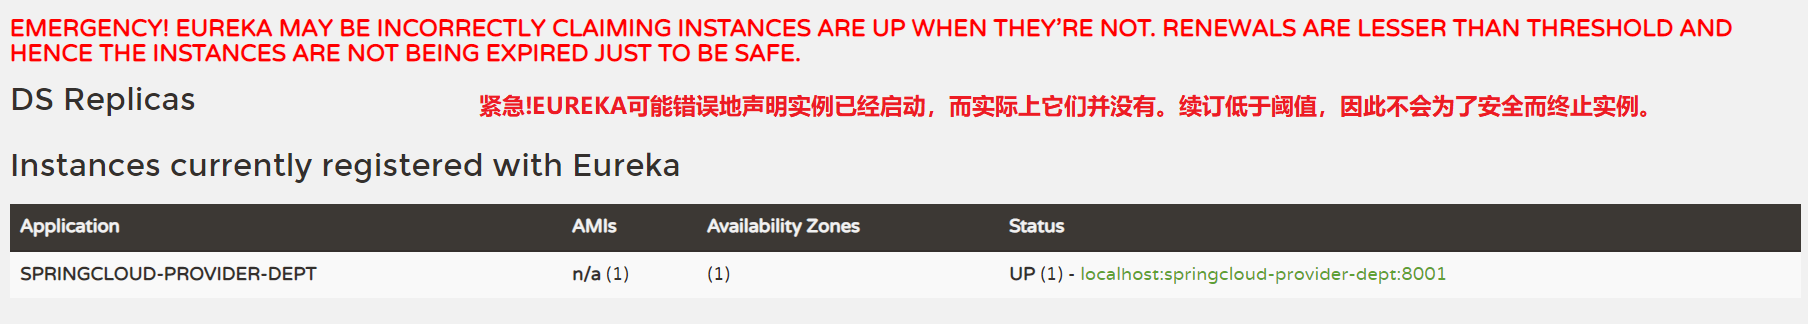 EMERGENCY! EUREKA MAY BE INCORRECTLY CLAIMING INSTANCES ARE UP WHEN THEY’RE NOT. RENEWALS ARE LESSER THAN THRESHOLD AND
HENCE THE INSTANCES ARE NOT BEING EXPIRED JUST TO BE SAFE.
DS Replicas
紧急!EUREKA可能错误地声明实例已经启动，而实际上它们并没有。续订低于阈值，因此不会为了安全而终止实例。
Instances currently registered with Eureka
Application AMIs Availability Zones Status
SPRINGCLOUD-PROVIDER-DEPT n/a (1) (1) UP (1) - localhost:springcloud-provider-dept:8001